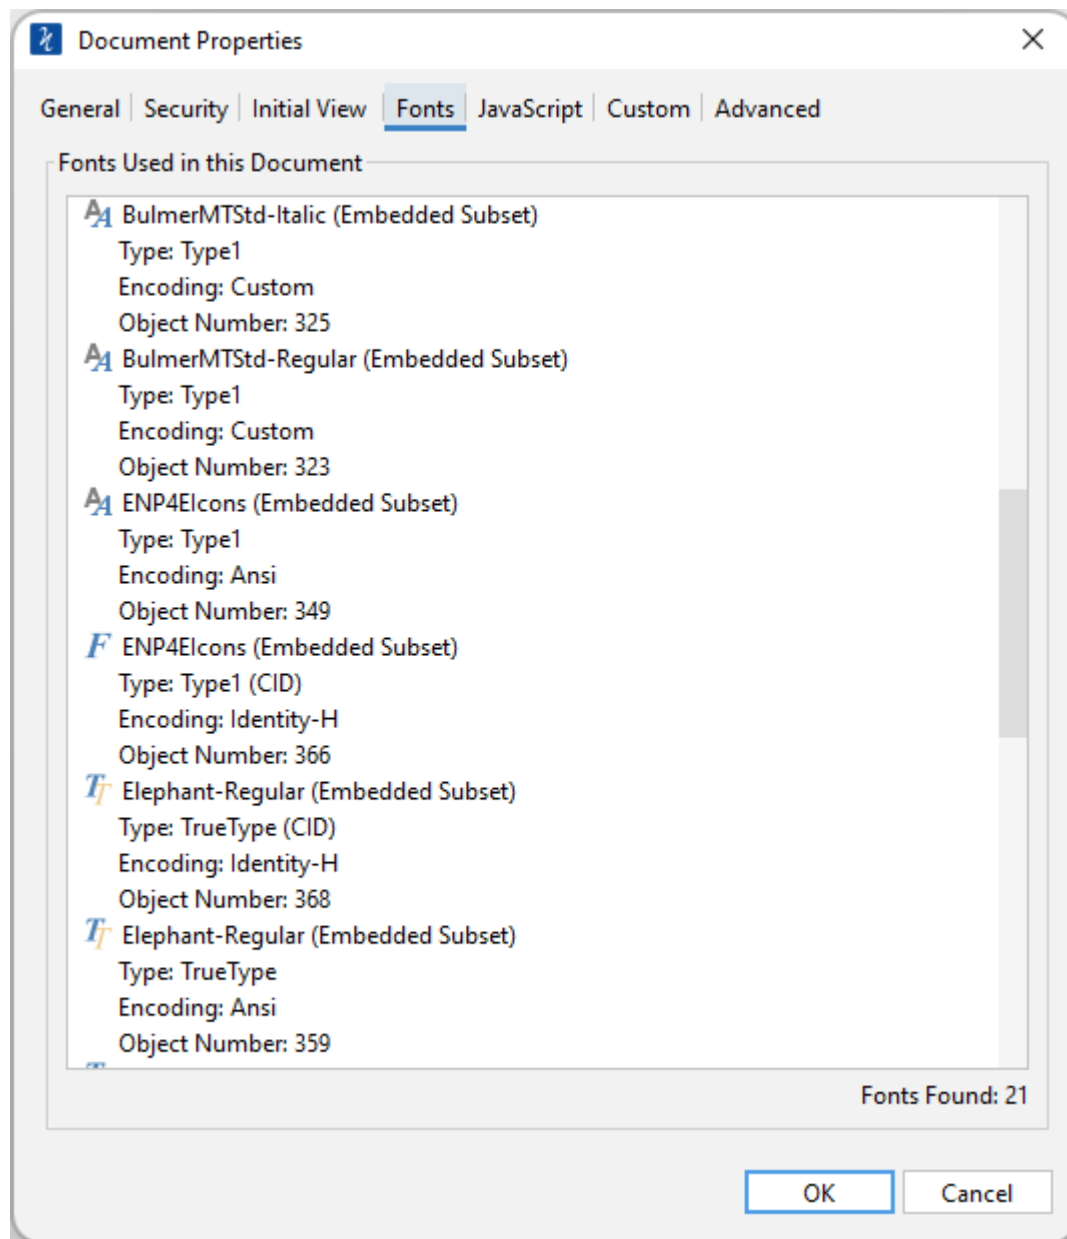 Document Properties
General Security Initial View Fonts JavaScript Custom Advanced
Fonts Used in this Document
BulmerMTStd-Italic (Embedded Subset)
Type: Type1
Encoding: Custom
Object Number: 325
BulmerMTStd-Regular (Embedded Subset)
Type: Type1
Encoding: Custom
Object Number: 323
ENP4EIcons (Embedded Subset)
Type: Type1
Encoding: Ansi
Object Number: 349
ENP4EIcons (Embedded Subset)
Type: Type1 (CID)
Encoding: Identity-H
Object Number: 366
Elephant-Regular (Embedded Subset)
Type: TrueType (CID)
Encoding: Identity-H
Object Number: 368
Elephant-Regular (Embedded Subset)
Type: TrueType
Encoding: Ansi
Object Number: 359
Fonts Found: 21
OK Cancel